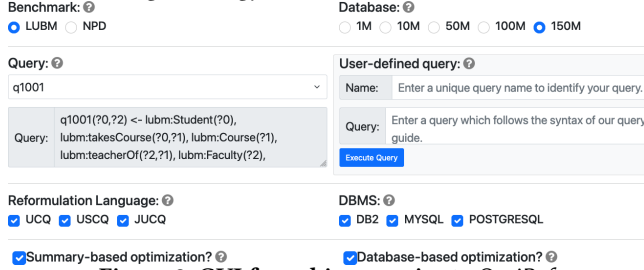 Benchmark: ?
Database: ?
LUBM NPD
1M 10M 50M 100M 150M
Query: ?
User-defined query: ?
q1001
Name: Enter a unique query name to identify your query.
Query: q1001(?0,?2) <- lubm:Student(?0),
lubm:takesCourse(?0,?1), lubm:Course(?1),
lubm:teacherOf(?2,?1), lubm:Faculty(?2),
Query: Enter a query which follows the syntax of our query
guide.
Execute Query
Reformulation Language: ?
DBMS: ?
UCQ USCQ JUCQ
DB2 MYSQL POSTGRESQL
Summary-based optimization? ?
Database-based optimization? ?